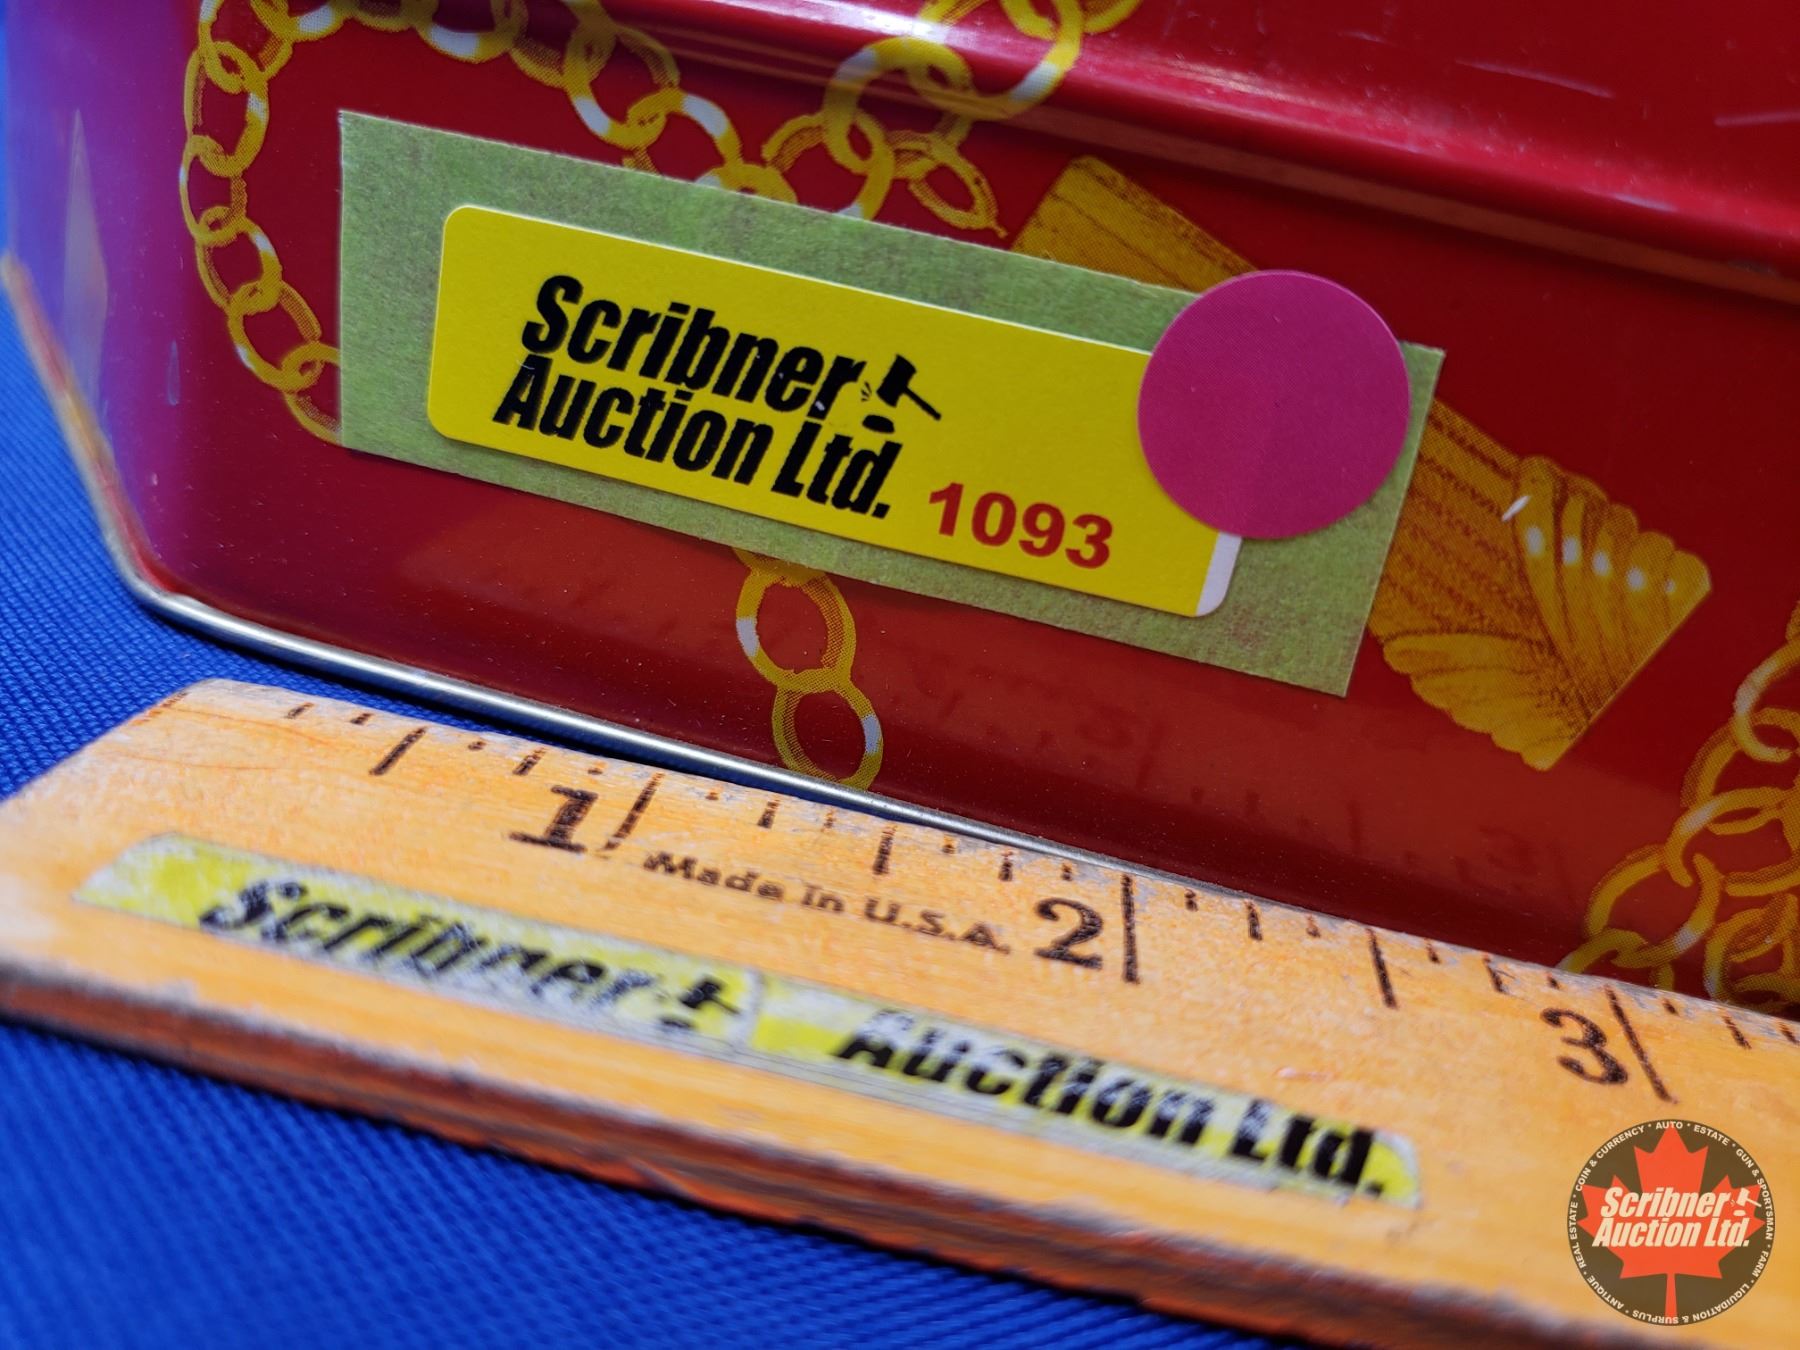 Scribner
Auction Ltd.
1093
1
Made in U.S.A.
2
3
Scribner Auction Ltd.
COIN & CURRENCY • AUTO • ESTATE • GUN & SPORTSMAN • FARM • LIQUIDATION & SURPLUS • ANTIQUE • REAL ESTATE •
Scribner
Auction Ltd.